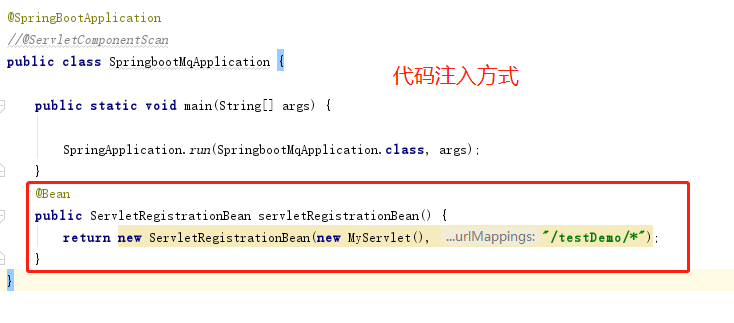 @SpringBootApplication
//@ServletComponentScan
public class SpringbootMqApplication {
代码注入方式
public static void main(String[] args) {
SpringApplication.run(SpringbootMqApplication.class, args);
}
@Bean
public ServletRegistrationBean servletRegistrationBean() {
return new ServletRegistrationBean(new MyServlet(), ...urlMappings: "/testDemo/*");
}
}